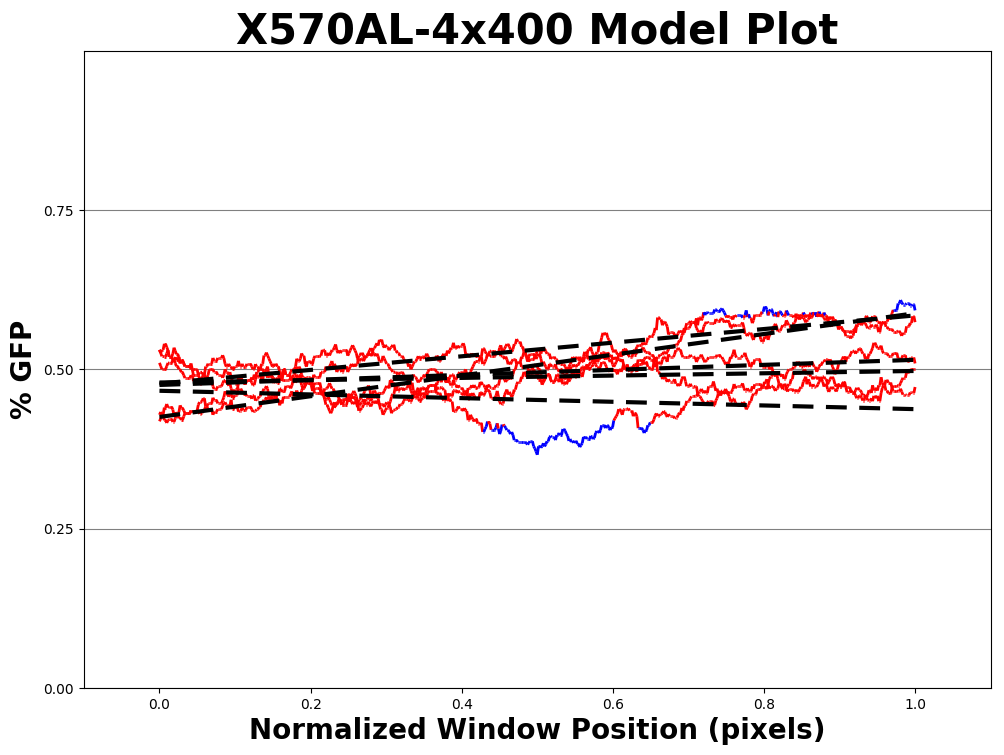 X570AL-4x400 Model Plot
% GFP
0.75
0.50
0.25
0.00
0.0 0.2 0.4 0.6 0.8 1.0
Normalized Window Position (pixels)